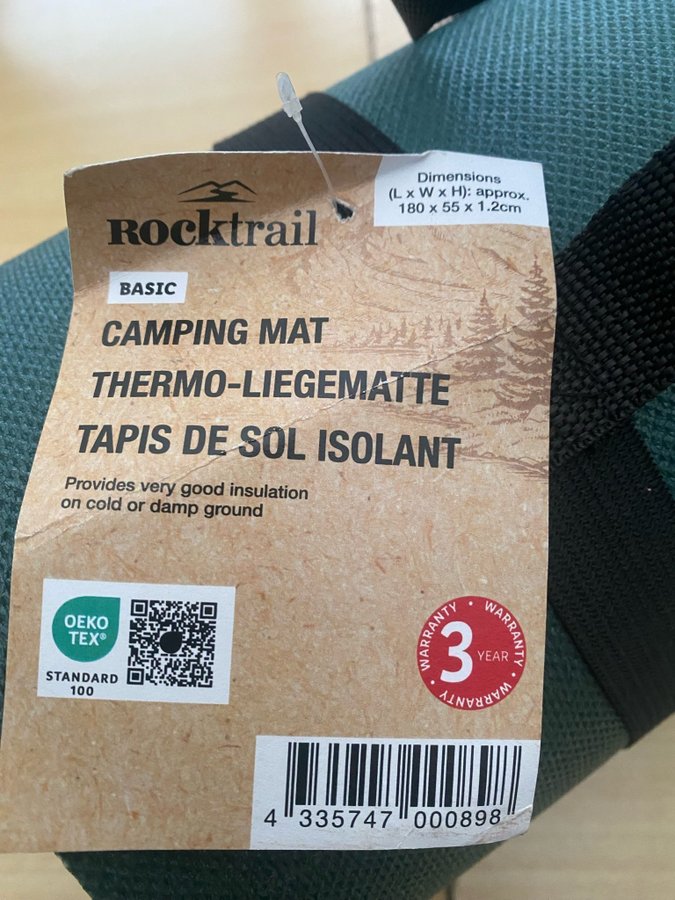 Rocktrail
Dimensions
(L x W x H): approx.
180 x 55 x 1.2cm
BASIC
CAMPING MAT
THERMO-LIEGEMATTE
TAPIS DE SOL ISOLANT
Provides very good insulation
on cold or damp ground
OEKO
TEX®
STANDARD
100
WARRANTY • WARRANTY • WARRANTY •
3 YEAR
4 335747 000898